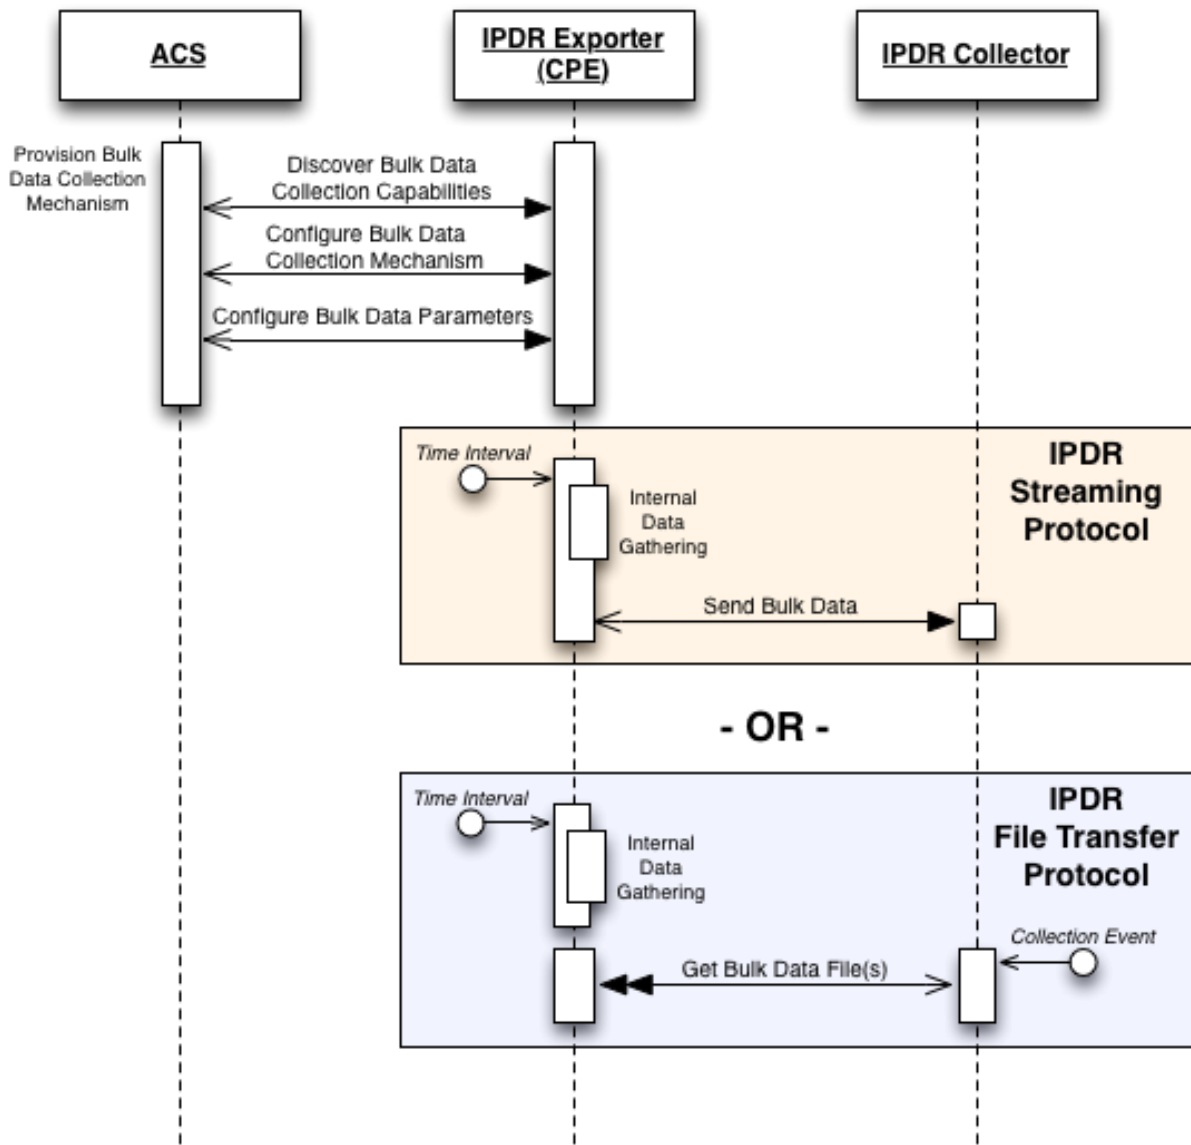 ACS
IPDR Exporter
(CPE)
IPDR Collector
Provision Bulk
Data Collection
Mechanism
Discover Bulk Data
Collection Capabilities
Configure Bulk Data
Collection Mechanism
Configure Bulk Data Parameters
Time Interval
IPDR
Streaming
Protocol
Internal
Data
Gathering
Send Bulk Data
- OR -
Time Interval
IPDR
File Transfer
Protocol
Internal
Data
Gathering
Collection Event
Get Bulk Data File(s)